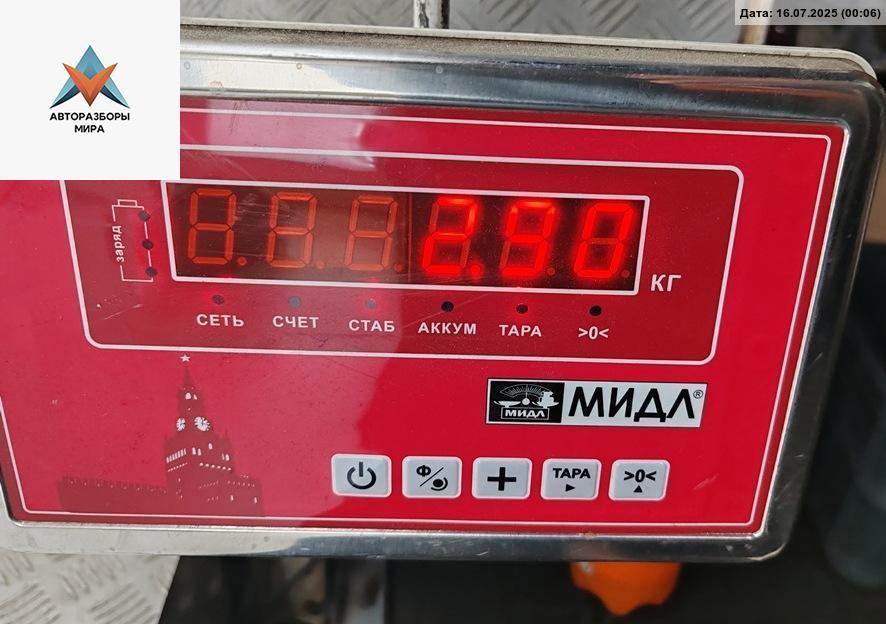 Дата: 16.07.2025 (00:06)
АВТОРАЗБОРЫ
МИРА
заряд
2.90
КГ
СЕТЬ СЧЕТ СТАБ АККУМ ТАРА >0<
МИДЛ МИДЛ®
Ф ТАРА >0<